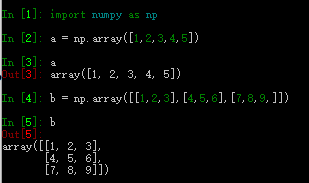 In [1]: import numpy as np
In [2]: a = np.array([1,2,3,4,5])
In [3]: a
Out[3]: array([1, 2, 3, 4, 5])
In [4]: b = np.array([[1,2,3],[4,5,6],[7,8,9,]])
In [5]: b
Out[5]:
array([[1, 2, 3],
[4, 5, 6],
[7, 8, 9]])